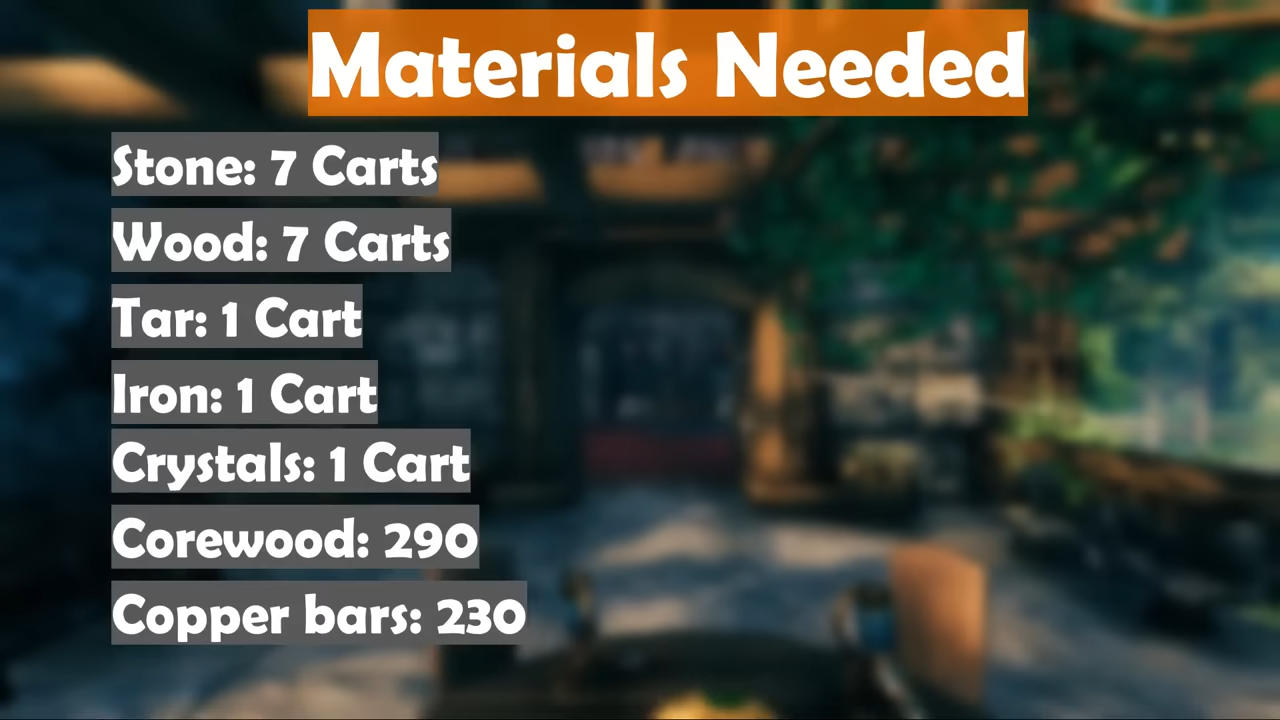 Materials Needed
Stone: 7 Carts
Wood: 7 Carts
Tar: 1 Cart
Iron: 1 Cart
Crystals: 1 Cart
Corewood: 290
Copper bars: 230